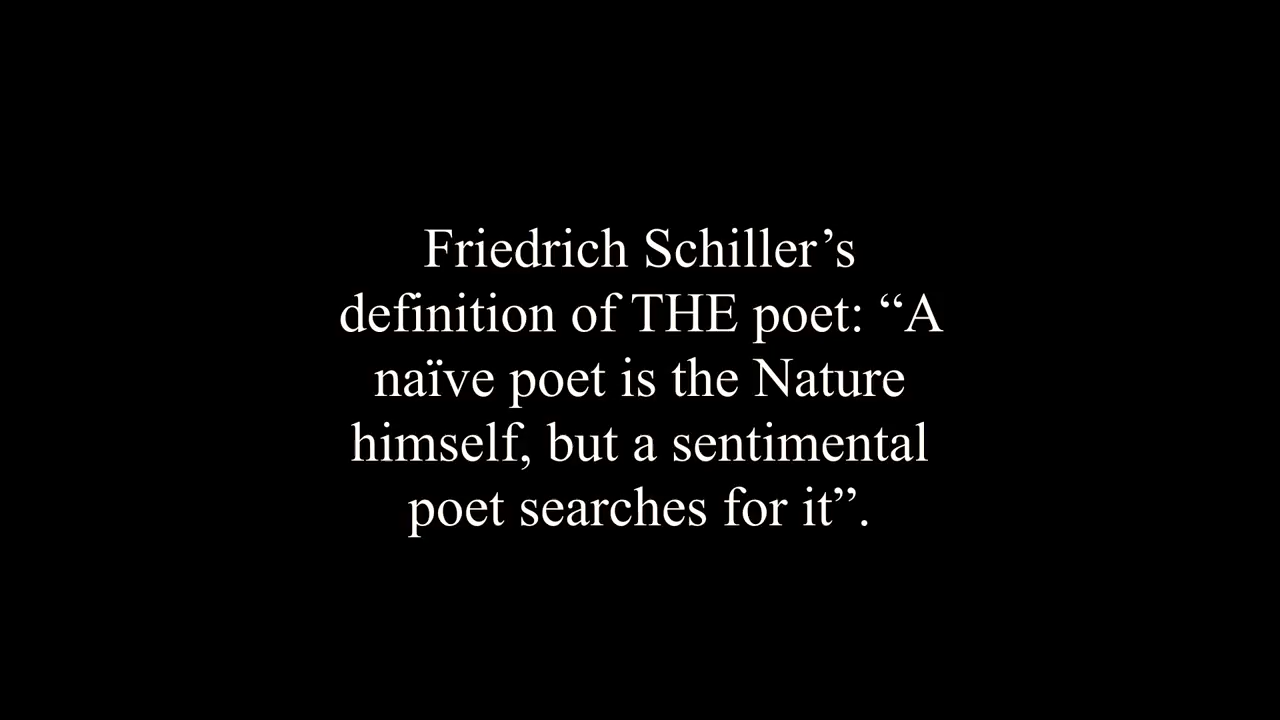 Friedrich Schiller’s
definition of THE poet: “A
naïve poet is the Nature
himself, but a sentimental
poet searches for it”.